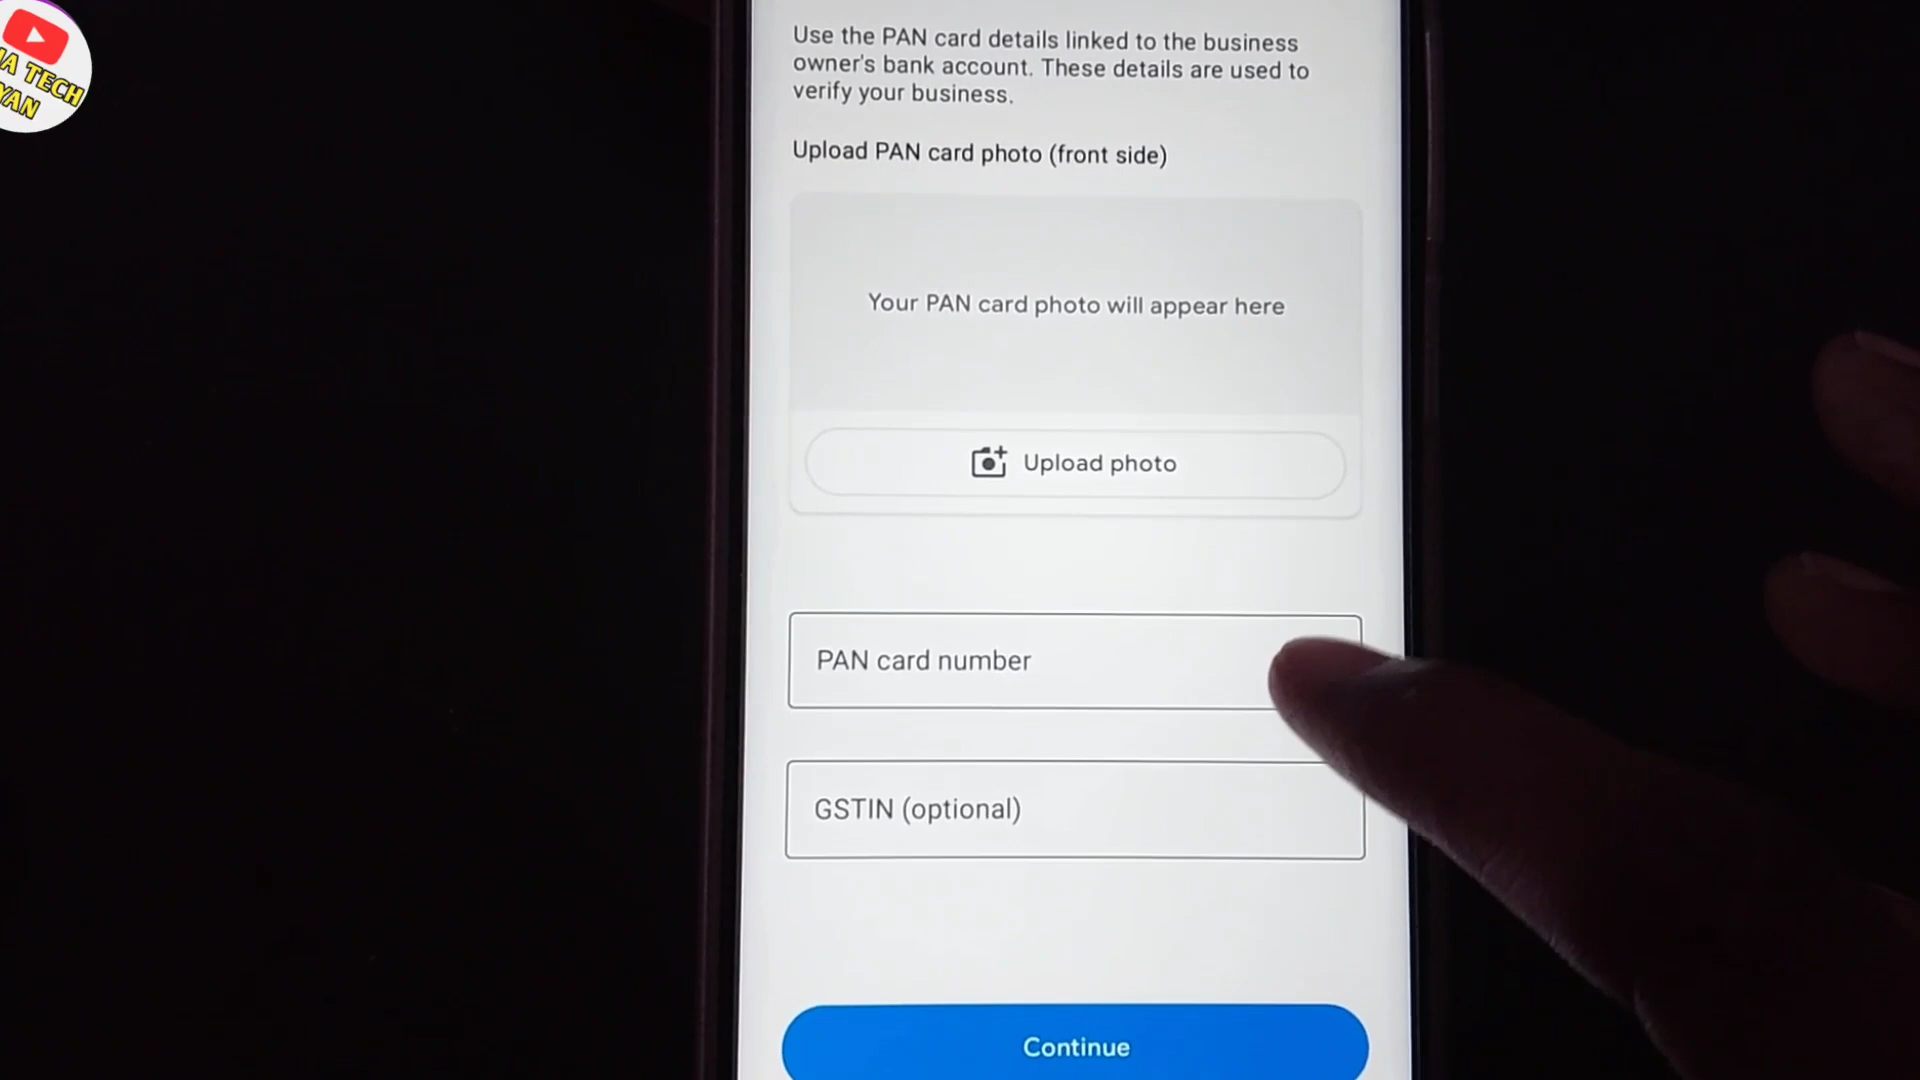 TECH
Use the PAN card details linked to the business
owner's bank account. These details are used to
verify your business.
Upload PAN card photo (front side)
Your PAN card photo will appear here
Upload photo
PAN card number
GSTIN (optional)
Continue